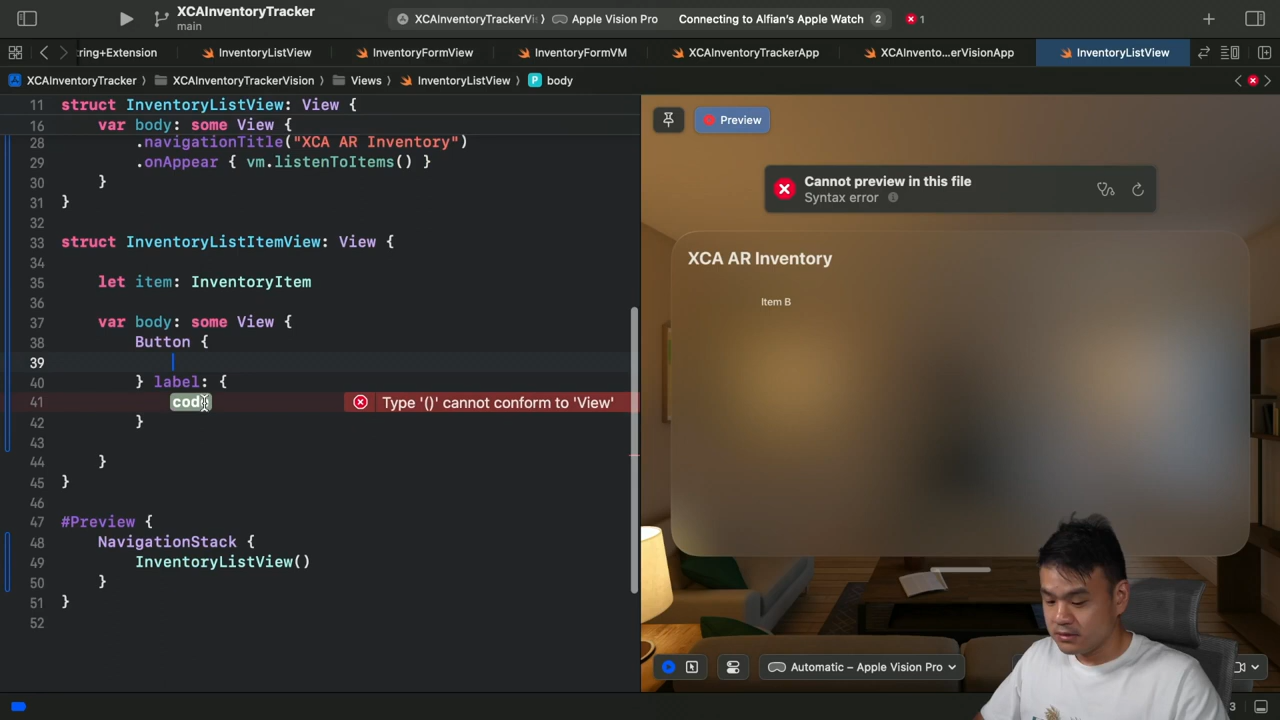 XCAInventoryTracker
main
XCAInventoryTrackerVi
Apple Vision Pro
Connecting to Alfian's Apple Watch
2
1
ring+Extension
InventoryListView
InventoryFormView
InventoryFormVM
XCAInventoryTrackerApp
XCAInvento...erVisionApp
InventoryListView
XCAInventoryTracker
XCAInventoryTrackerVision
Views
InventoryListView
P body
11 struct InventoryListView: View {
16 var body: some View {
28 .navigationTitle("XCA AR Inventory")
29 .onAppear { vm.listenToItems() }
30 }
31 }
32
33 struct InventoryListItemView: View {
34
35 let item: InventoryItem
36
37 var body: some View {
38 Button {
39
40 } label: {
41 code
Type '()' cannot conform to 'View'
42 }
43
44 }
45 }
46
47 #Preview {
48 NavigationStack {
49 InventoryListView()
50 }
51 }
52
Preview
Cannot preview in this file
Syntax error
XCA AR Inventory
Item B
Automatic – Apple Vision Pro